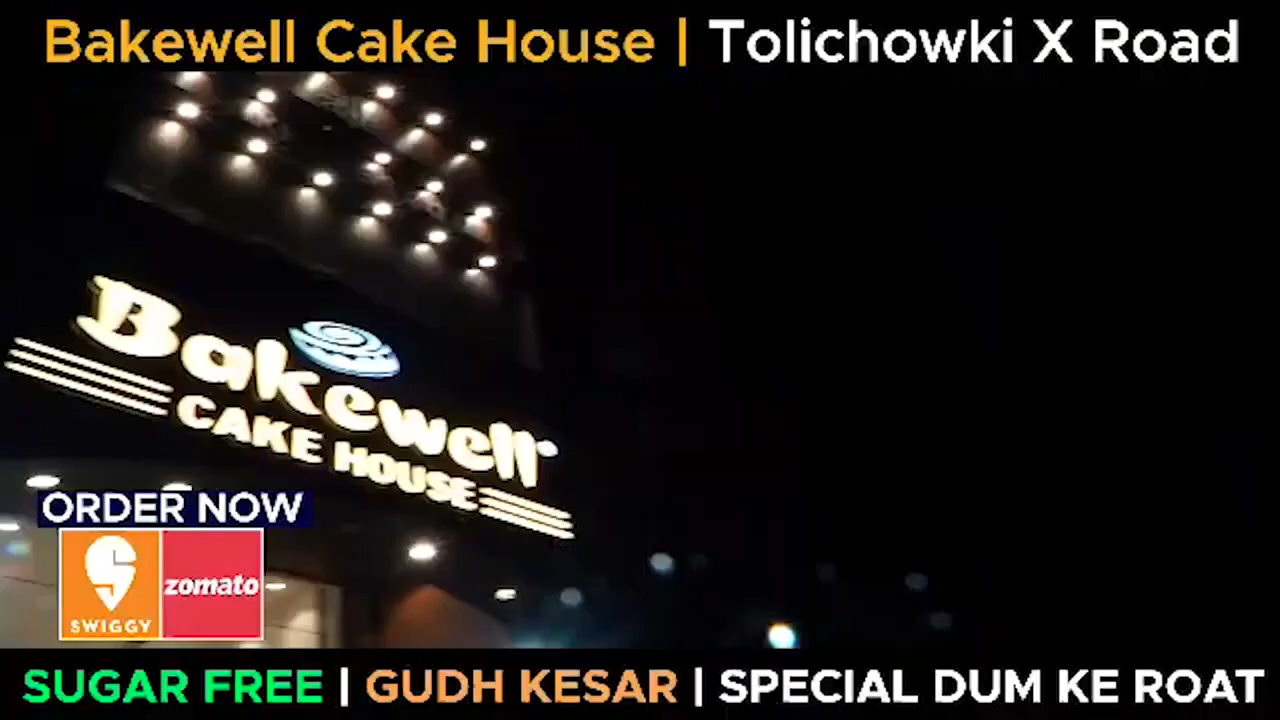 Bakewell Cake House | Tolichowki X Road
Bakewell
CAKE HOUSE
ORDER NOW
SWIGGY
zomato
SUGAR FREE | GUDH KESAR | SPECIAL DUM KE ROAT